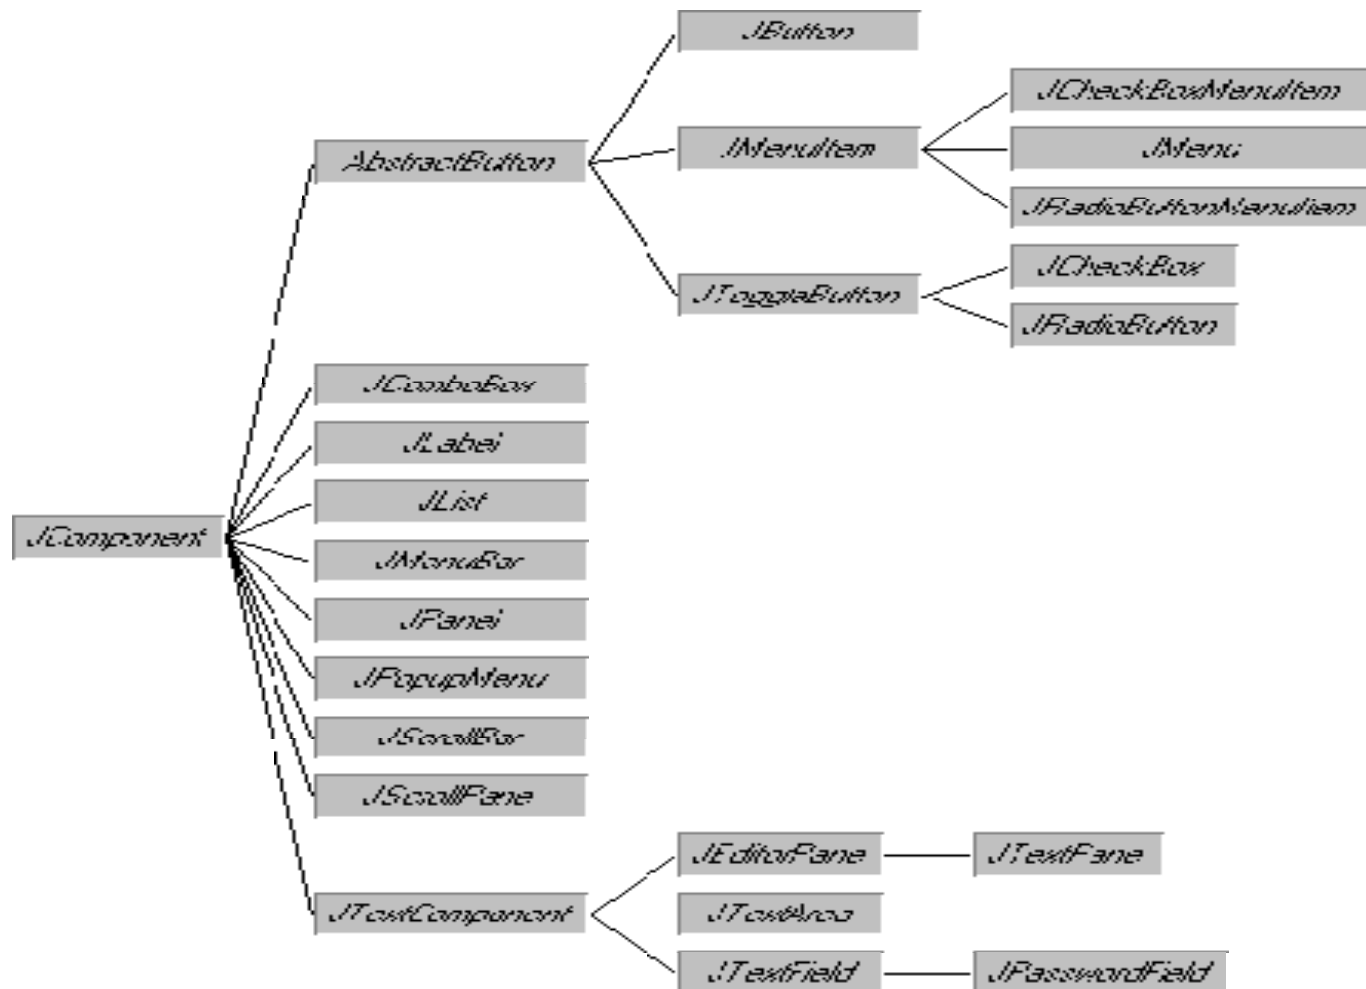 JButton
JCheckBoxMenuItem
AbstractButton
JMenuItem
JMenu
JRadioButtonMenuItem
JToggleButton
JCheckBox
JRadioButton
JComboBox
JLabel
JList
JComponent
JMenuBar
JPanel
JPopupMenu
JScrollBar
JScrollPane
JEditorPane
JTextPane
JTextComponent
JTextArea
JTextField
JPasswordField